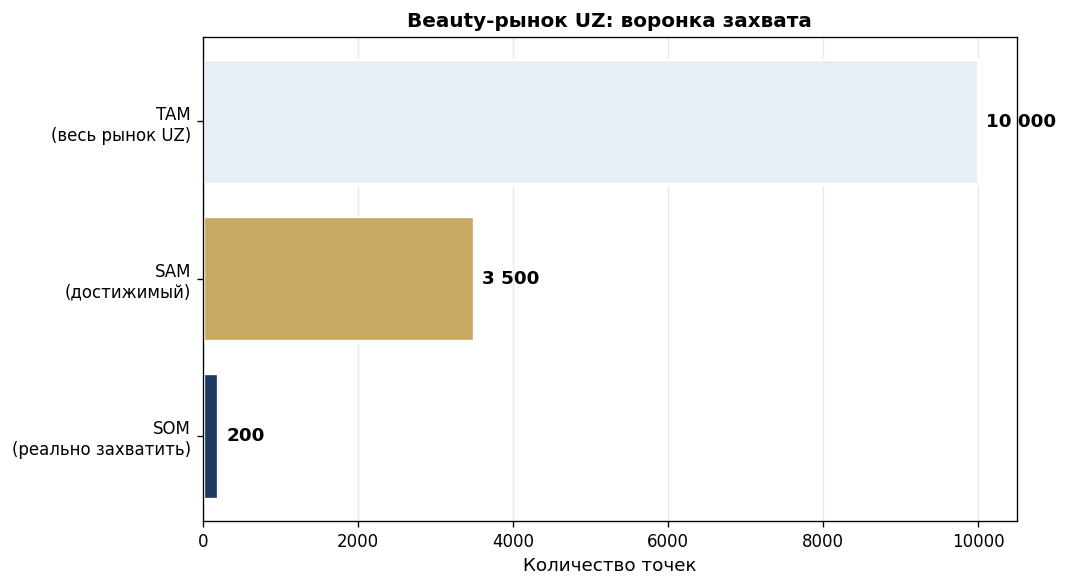 Beauty-рынок UZ: воронка захвата
TAM
(весь рынок UZ)
10 000
SAM
(достижимый)
3 500
SOM
(реально захватить)
200
0 2000 4000 6000 8000 10000
Количество точек